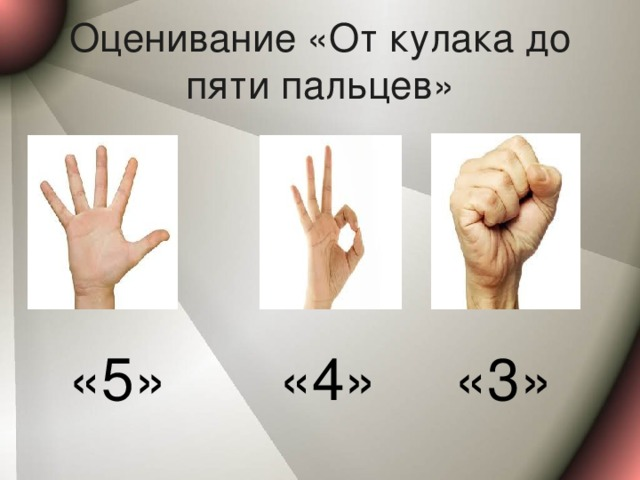 Оценивание «От кулака до
пяти пальцев»
«5» «4» «3»